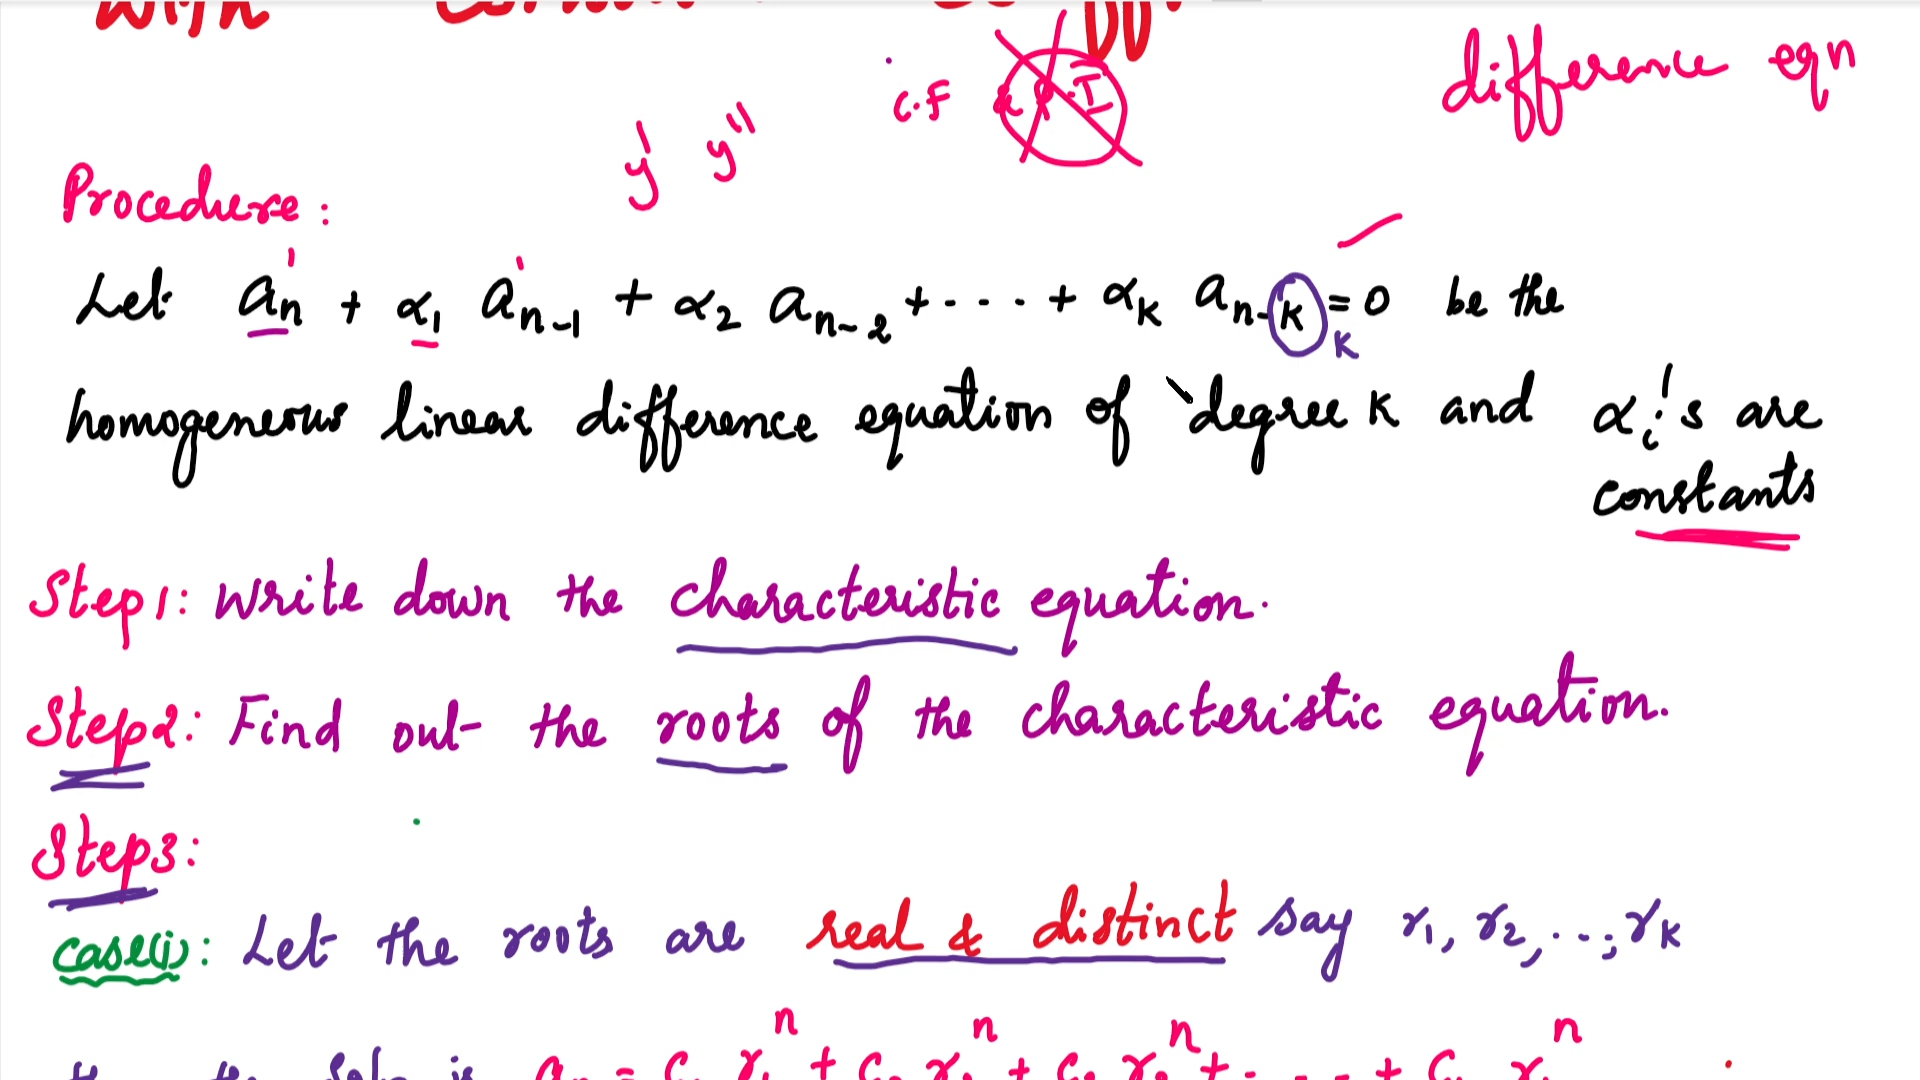 with
difference eqn
C.F & P.I
y' y''
Procedure:
Let an + α1 an-1 + α2 an-2 + - - - . + αk an-k = 0 be the
k
homogeneous linear difference equation of degree k and αi's are
constants
Step1: Write down the characteristic equation.
Step2: Find out the roots of the characteristic equation.
Step3:
case(i): Let the roots are real & distinct say r1, r2, ..., rk